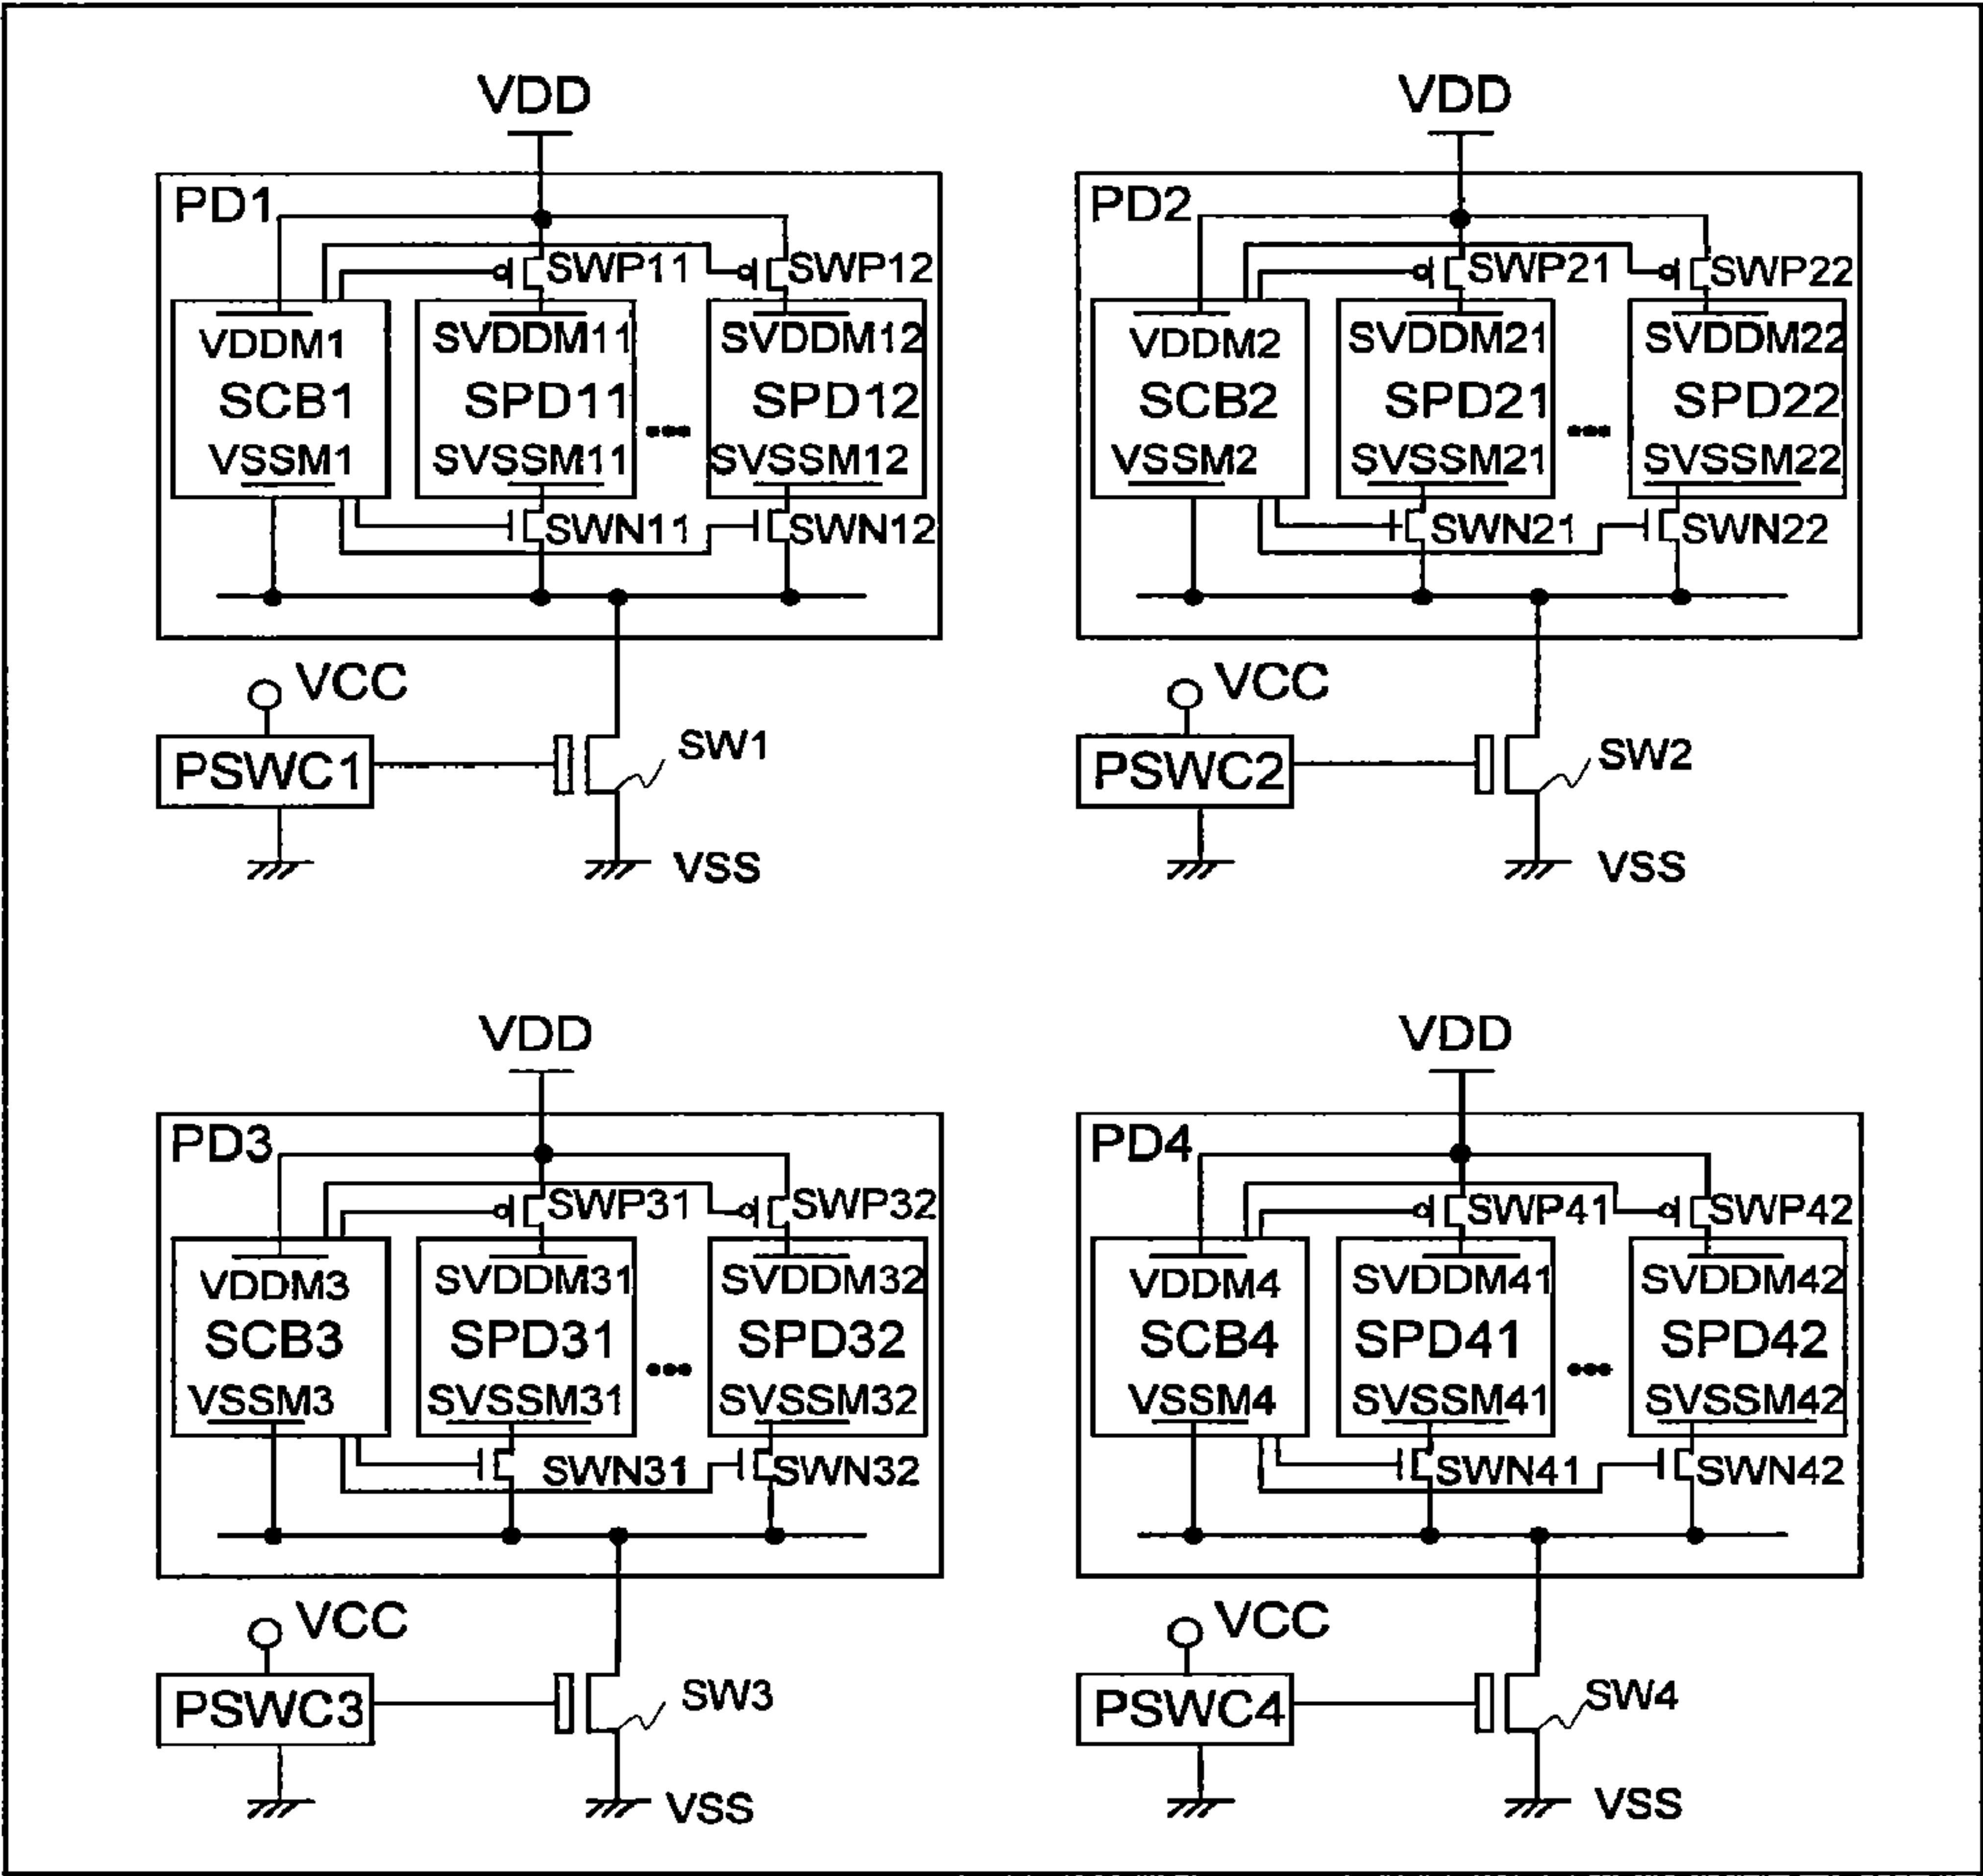 VDD
PD1
SWP11
SWP12
VDDM1
SCB1
VSSM1
SVDDM11
SPD11
SVSSM11
SVDDM12
SPD12
SVSSM12
SWN11
SWN12
VCC
PSWC1
SW1
VSS
VDD
PD2
SWP21
SWP22
VDDM2
SCB2
VSSM2
SVDDM21
SPD21
SVSSM21
SVDDM22
SPD22
SVSSM22
SWN21
SWN22
VCC
PSWC2
SW2
VSS
VDD
PD3
SWP31
SWP32
VDDM3
SCB3
VSSM3
SVDDM31
SPD31
SVSSM31
SVDDM32
SPD32
SVSSM32
SWN31
SWN32
VCC
PSWC3
SW3
VSS
VDD
PD4
SWP41
SWP42
VDDM4
SCB4
VSSM4
SVDDM41
SPD41
SVSSM41
SVDDM42
SPD42
SVSSM42
SWN41
SWN42
VCC
PSWC4
SW4
VSS